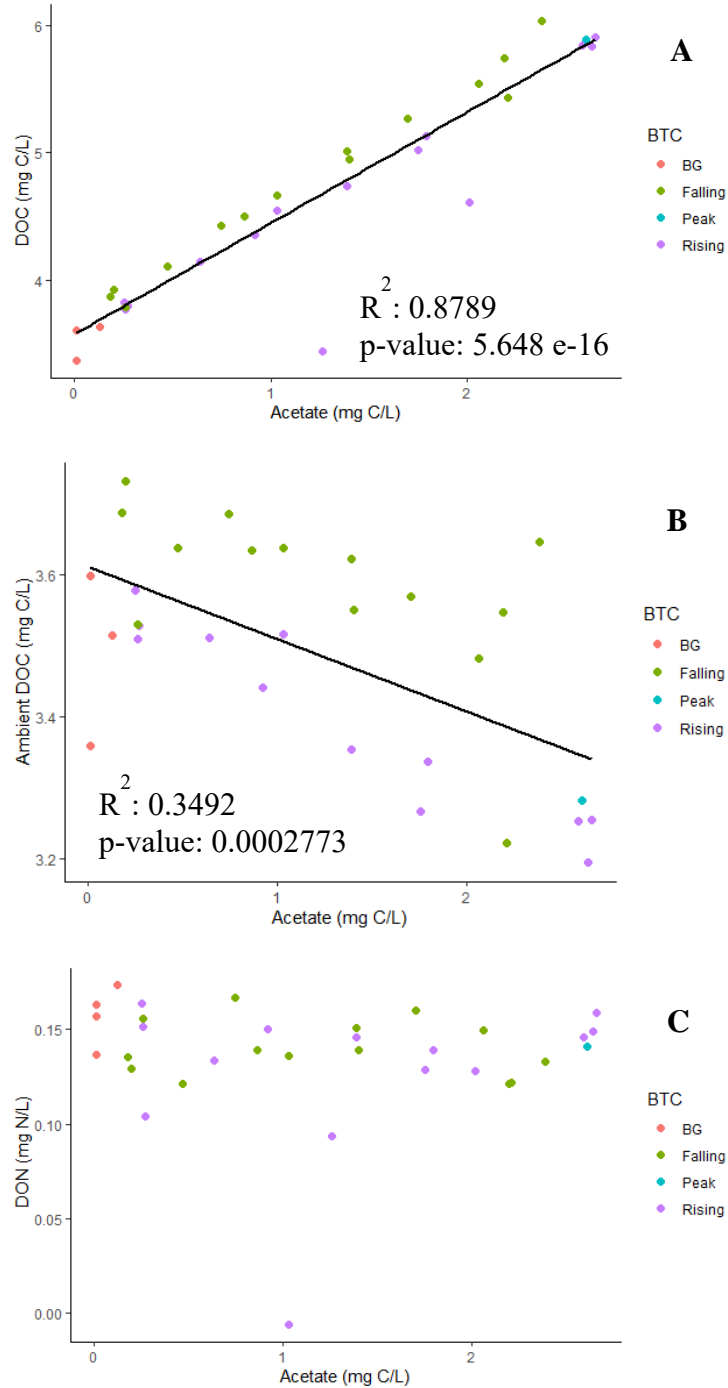 A
6
5
4
DOC (mg C/L)
R²: 0.8789
p-value: 5.648 e-16
0 1 2
Acetate (mg C/L)
BTC
BG
Falling
Peak
Rising
B
3.6
3.4
3.2
Ambient DOC (mg C/L)
R²: 0.3492
p-value: 0.0002773
0 1 2
Acetate (mg C/L)
BTC
BG
Falling
Peak
Rising
C
0.15
0.10
0.05
0.00
DON (mg N/L)
0 1 2
Acetate (mg C/L)
BTC
BG
Falling
Peak
Rising